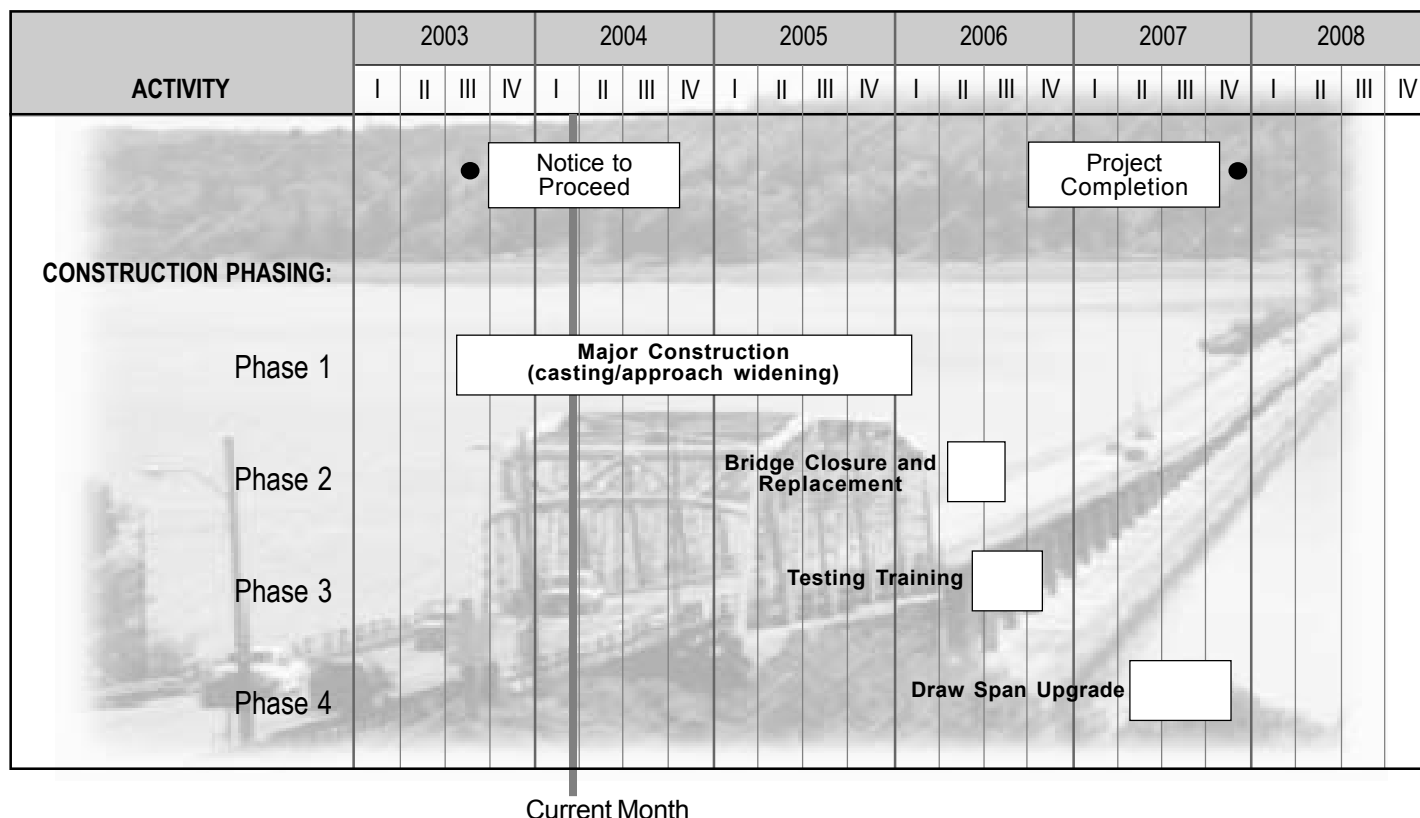 2003 2004 2005 2006 2007 2008
ACTIVITY I II III IV I II III IV I II III IV I II III IV I II III IV I II III IV
Notice to
Proceed
Project
Completion
CONSTRUCTION PHASING:
Phase 1
Major Construction
(casting/approach widening)
Phase 2
Bridge Closure and
Replacement
Phase 3
Testing Training
Phase 4
Draw Span Upgrade
Current Month